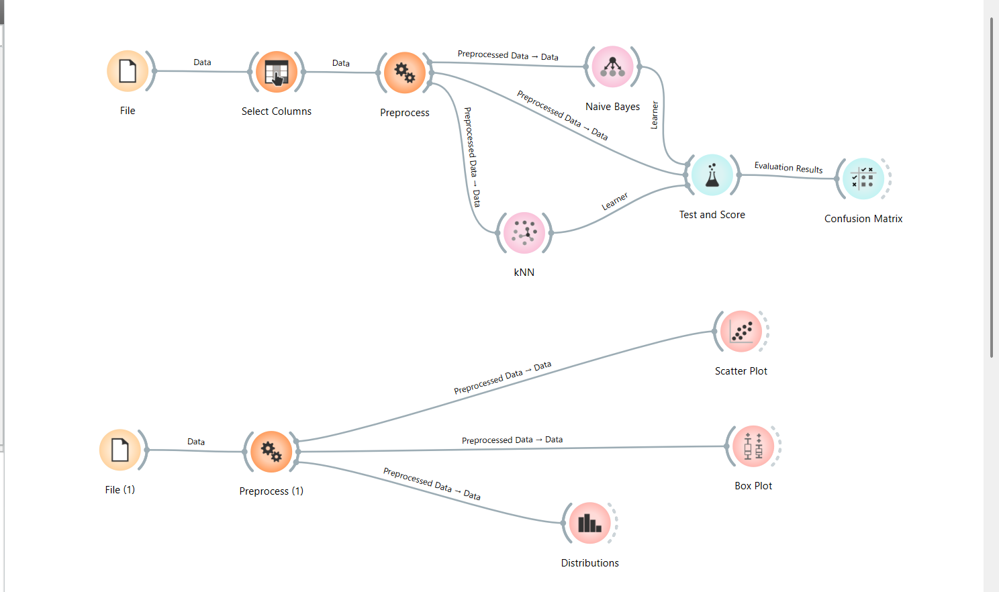 Data
Data
Preprocessed Data → Data
File
Select Columns
Preprocess
Naive Bayes
Preprocessed Data → Data
Learner
Preprocessed Data → Data
Evaluation Results
Learner
Test and Score
Confusion Matrix
kNN
Scatter Plot
Preprocessed Data → Data
Data
Preprocessed Data → Data
File (1)
Preprocess (1)
Preprocessed Data → Data
Box Plot
Distributions